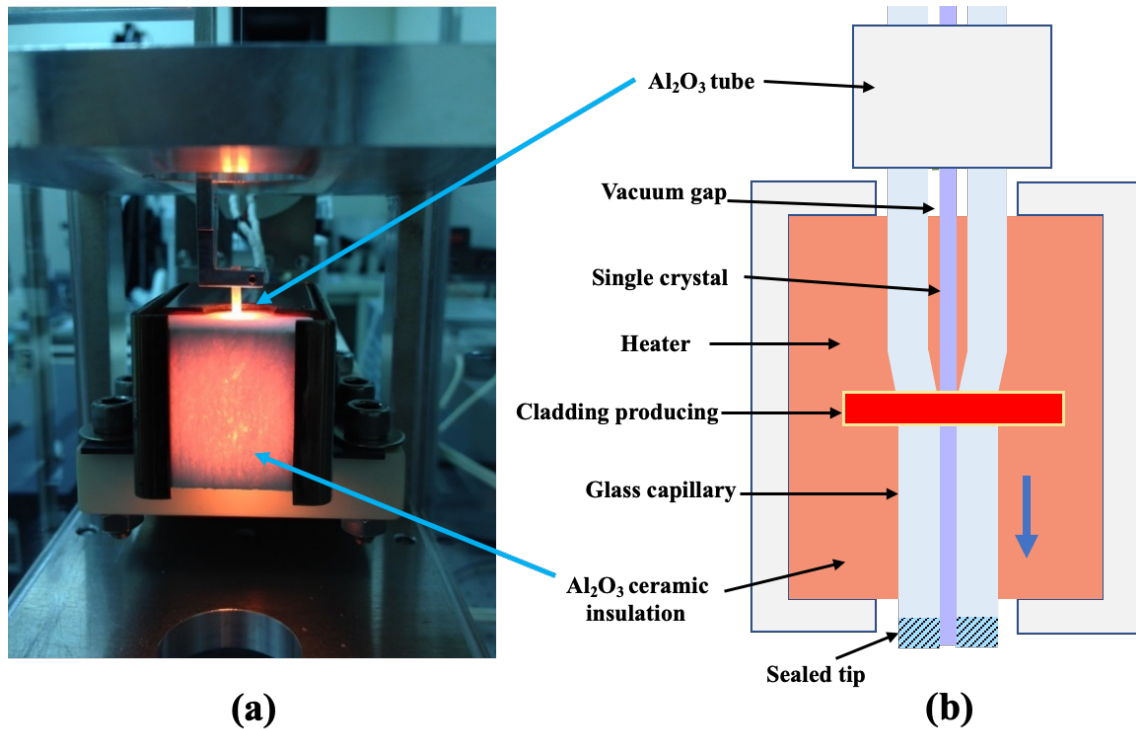 Al₂O₃ tube
Vacuum gap
Single crystal
Heater
Cladding producing
Glass capillary
Al₂O₃ ceramic
insulation
Sealed tip
(a)
(b)